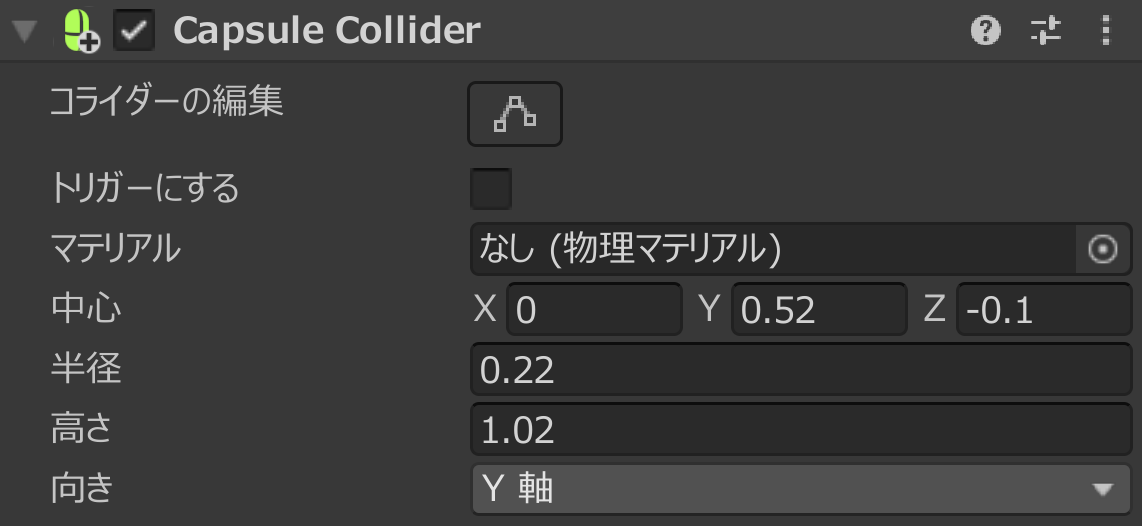 Capsule Collider
コライダーの編集
トリガーにする
マテリアル なし (物理マテリアル)
中心 X 0 Y 0.52 Z -0.1
半径 0.22
高さ 1.02
向き Y 軸